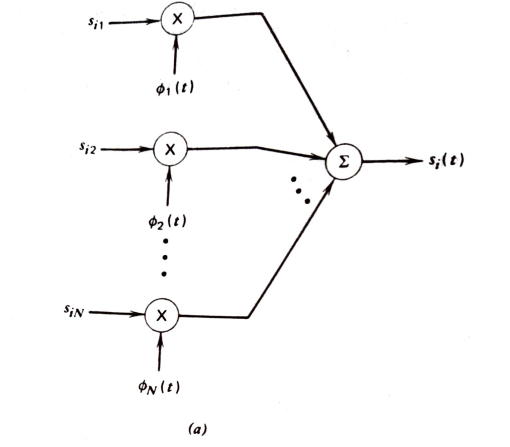 s_{i1}
X
ϕ_1(t)
s_{i2}
X
Σ
s_i(t)
ϕ_2(t)
s_{iN}
X
ϕ_N(t)
(a)